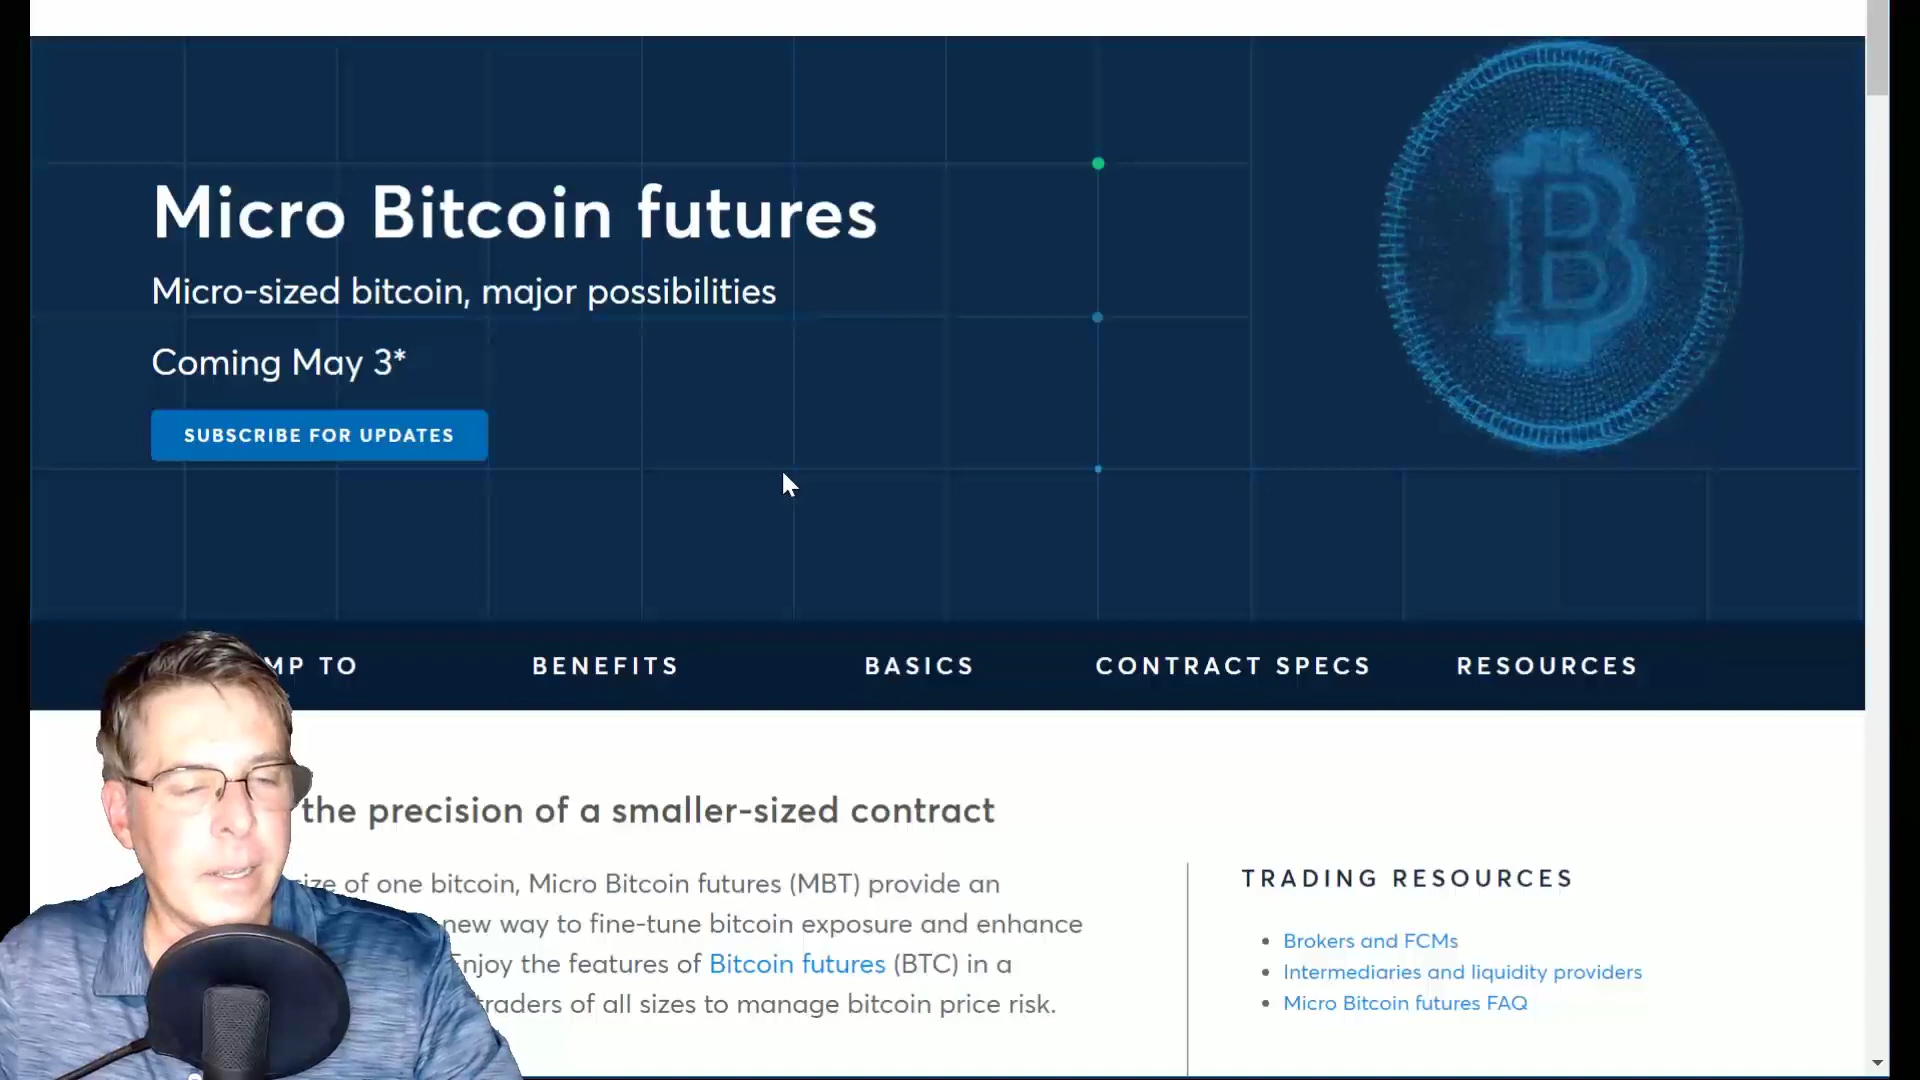 Micro Bitcoin futures
Micro-sized bitcoin, major possibilities
Coming May 3*
SUBSCRIBE FOR UPDATES
MP TO BENEFITS BASICS CONTRACT SPECS RESOURCES
the precision of a smaller-sized contract
size of one bitcoin, Micro Bitcoin futures (MBT) provide an
new way to fine-tune bitcoin exposure and enhance
Enjoy the features of Bitcoin futures (BTC) in a
traders of all sizes to manage bitcoin price risk.
TRADING RESOURCES
Brokers and FCMs
Intermediaries and liquidity providers
Micro Bitcoin futures FAQ